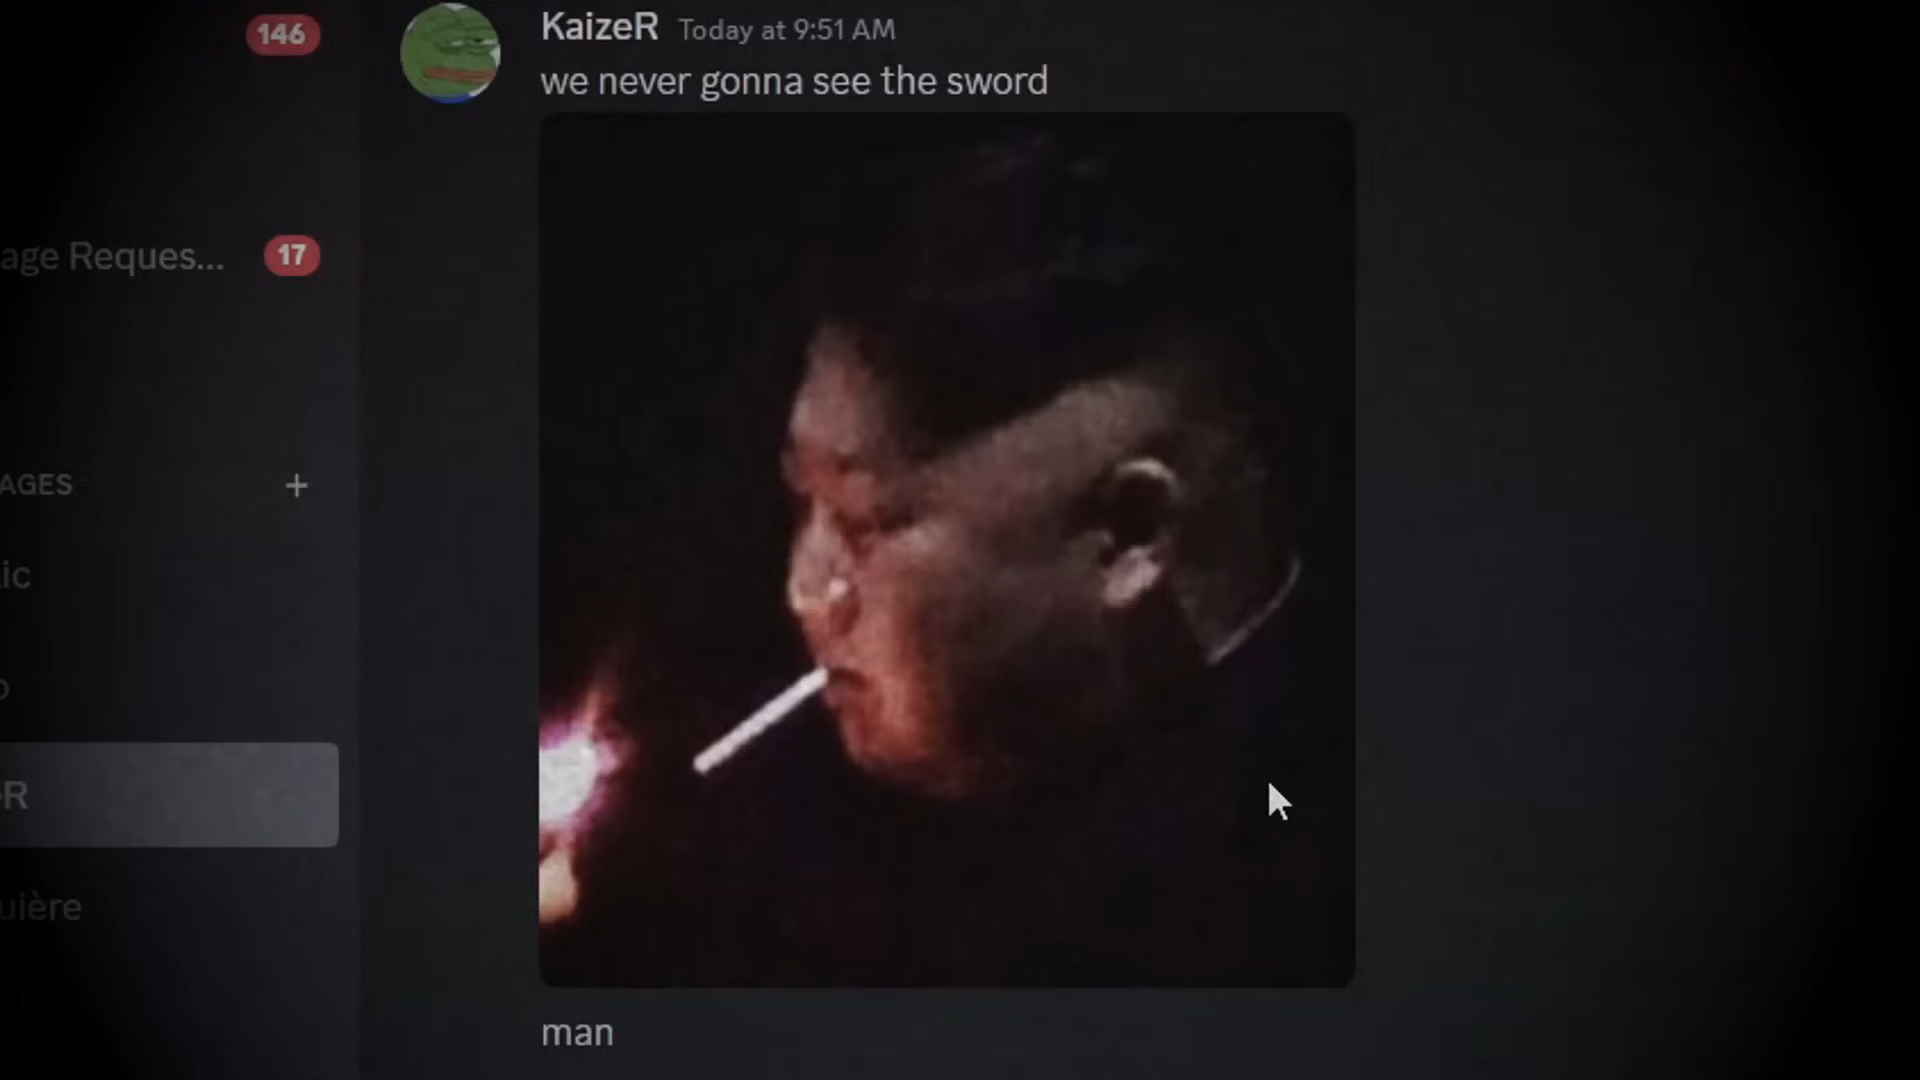 146
KaizeR Today at 9:51 AM
we never gonna see the sword
age Reques...
17
AGES +
ic
R
uière
man